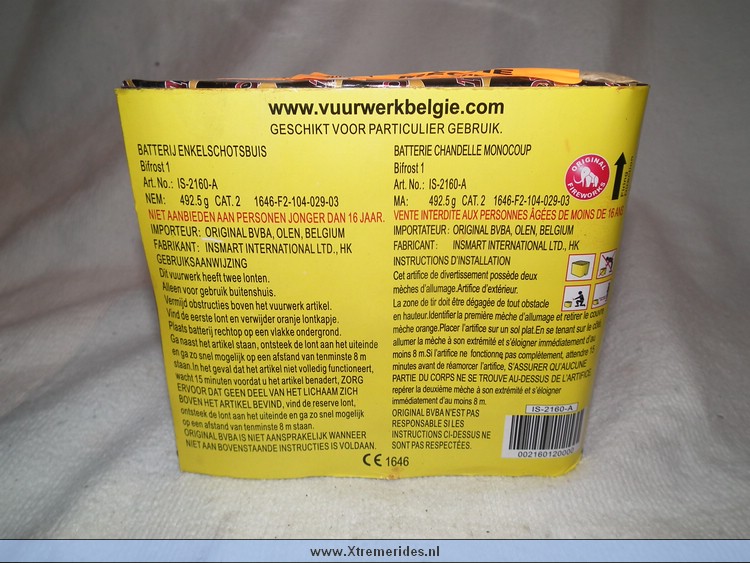 www.vuurwerkbelgie.com
GESCHIKT VOOR PARTICULIER GEBRUIK.
BATTERIJ ENKELSCHOTSBUIS
Bifrost 1
Art. No.: IS-2160-A
NEM: 492.5 g CAT. 2 1646-F2-104-029-03
NIET AANBIEDEN AAN PERSONEN JONGER DAN 16 JAAR.
IMPORTEUR: ORIGINAL BVBA, OLEN, BELGIUM
FABRIKANT: INSMART INTERNATIONAL LTD., HK
GEBRUIKSAANWIJZING
Dit vuurwerk heeft twee lonten.
Alleen voor gebruik buitenshuis.
Vermijd obstructies boven het vuurwerk artikel.
Vind de eerste lont en verwijder oranje lontkapje.
Plaats batterij rechtop op een vlakke ondergrond.
Ga naast het artikel staan, ontsteek de lont aan het uiteinde
en ga zo snel mogelijk op een afstand van tenminste 8 m
staan.In het geval dat het artikel niet volledig functioneert,
wacht 15 minuten voordat u het artikel benadert, ZORG
ERVOOR DAT GEEN DEEL VAN HET LICHAAM ZICH
BOVEN HET ARTIKEL BEVIND, vind de reserve lont,
ontsteek de lont aan het uiteinde en ga zo snel mogelijk
op een afstand van tenminste 8 m staan.
ORIGINAL BVBA IS NIET AANSPRAKELIJK WANNEER
NIET AAN BOVENSTAANDE INSTRUCTIES IS VOLDAAN.
BATTERIE CHANDELLE MONOCOUP
Bifrost 1
Art. No.: IS-2160-A
MA: 492.5 g CAT. 2 1646-F2-104-029-03
VENTE INTERDITE AUX PERSONNES ÂGÉES DE MOINS DE 16 ANS
IMPORTATEUR: ORIGINAL BVBA, OLEN, BELGIUM
FABRICANT: INSMART INTERNATIONAL LTD., HK
INSTRUCTIONS D'INSTALLATION
Cet artifice de divertissement possède deux
mèches d'allumage.Artifice d'extérieur.
La zone de tir doit être dégagée de tout obstacle
en hauteur.Identifier la première mèche d'allumage et retirer le couvre
mèche orange.Placer l'artifice sur un sol plat.En se tenant sur le côté
allumer la mèche à son extrémité et s'éloigner immédiatement d'au
moins 8 m.Si l'artifice ne fonctionne pas complètement, attendre 15
minutes avant de réamorcer l'artifice, S'ASSURER QU'AUCUNE
PARTIE DU CORPS NE SE TROUVE AU-DESSUS DE L'ARTIFICE,
repérer la deuxième mèche à son extrémité et s'éloigner
immédiatement d'au moins 8 m.
ORIGINAL BVBA N'EST PAS
RESPONSABLE SI LES
INSTRUCTIONS CI-DESSUS NE
SONT PAS RESPECTÉES.
ORIGINAL
FIREWORKS
IS-2160-A
002160120000
CE 1646
www.Xtremerides.nl